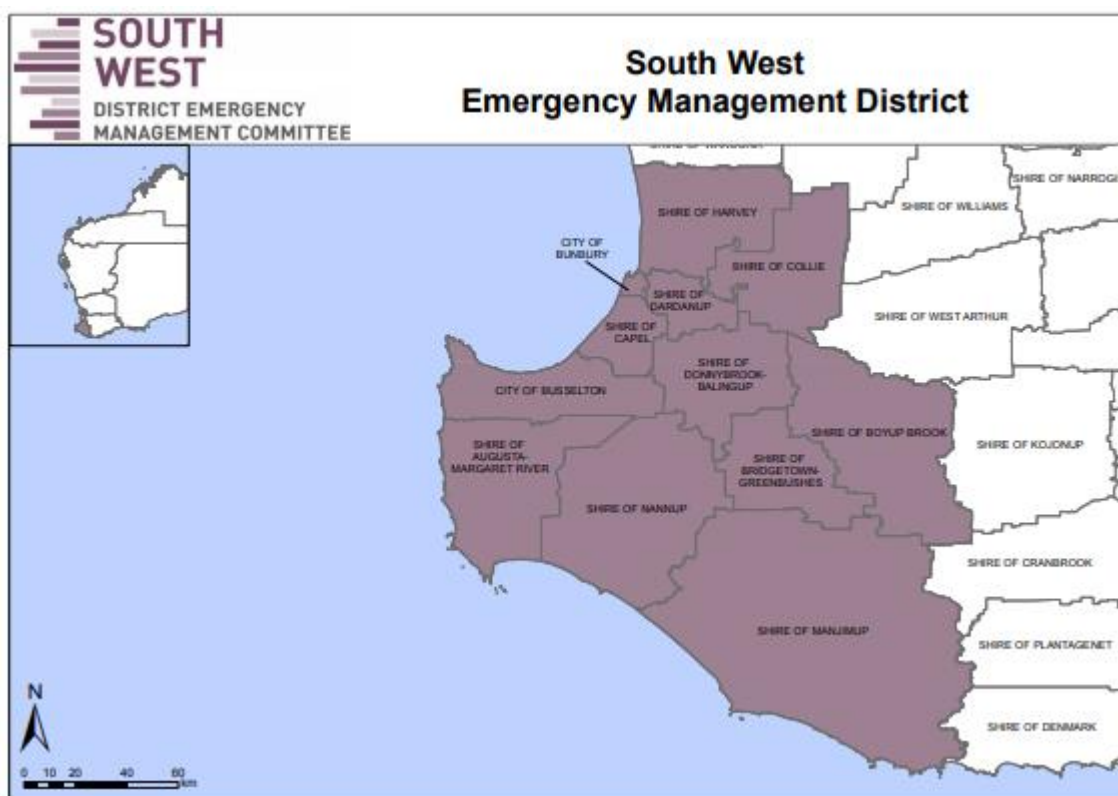 SOUTH
WEST
DISTRICT EMERGENCY
MANAGEMENT COMMITTEE
South West
Emergency Management District
SHIRE OF NARROGI
SHIRE OF WILLIAMS
SHIRE OF HARVEY
CITY OF
BUNBURY
SHIRE OF COLLIE
SHIRE OF
DARDANUP
SHIRE OF WEST ARTHUR
SHIRE OF
CAPEL
SHIRE OF
DONNYBROOK-
BALINGUP
CITY OF BUSSELTON
SHIRE OF BOYUP BROOK
SHIRE OF KOJONUP
SHIRE OF
AUGUSTA-
MARGARET RIVER
SHIRE OF
BRIDGETOWN-
GREENBUSHES
SHIRE OF NANNUP
SHIRE OF CRANBROOK
SHIRE OF MANJIMUP
SHIRE OF PLANTAGENET
SHIRE OF DENMARK
N
0 10 20 40 60
km